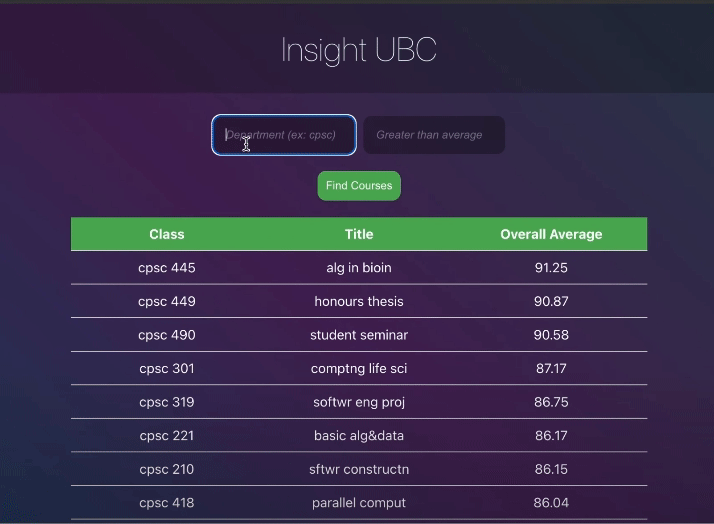 Insight UBC
Department (ex: cpsc) Greater than average
Find Courses
Class Title Overall Average
cpsc 445 alg in bioin 91.25
cpsc 449 honours thesis 90.87
cpsc 490 student seminar 90.58
cpsc 301 comptng life sci 87.17
cpsc 319 softwr eng proj 86.75
cpsc 221 basic alg&data 86.17
cpsc 210 sftwr constructn 86.15
cpsc 418 parallel comput 86.04